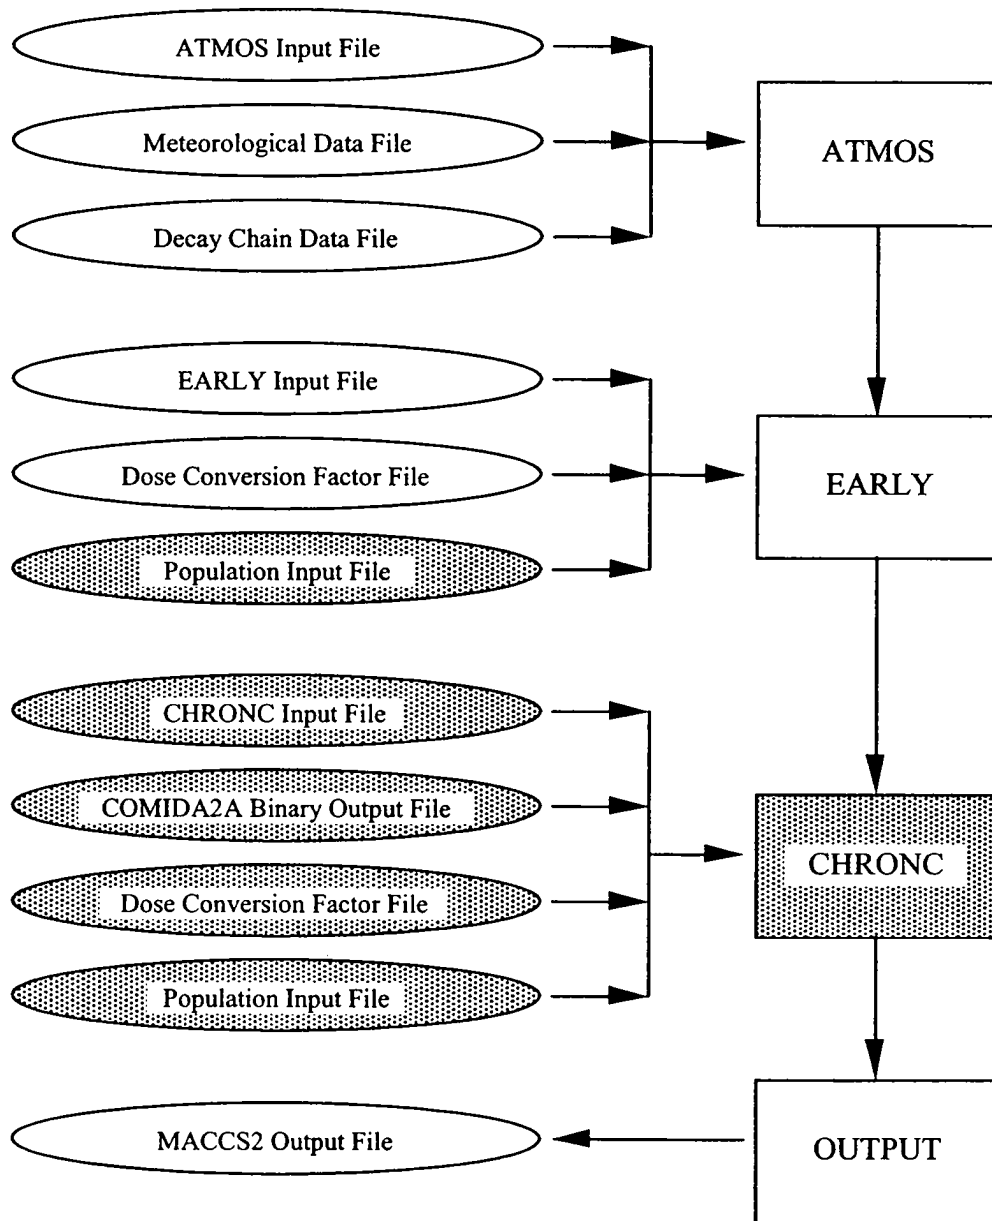 ATMOS Input File
Meteorological Data File
Decay Chain Data File
ATMOS
EARLY Input File
Dose Conversion Factor File
Population Input File
EARLY
CHRONC Input File
COMIDA2A Binary Output File
Dose Conversion Factor File
Population Input File
CHRONC
MACCS2 Output File
OUTPUT